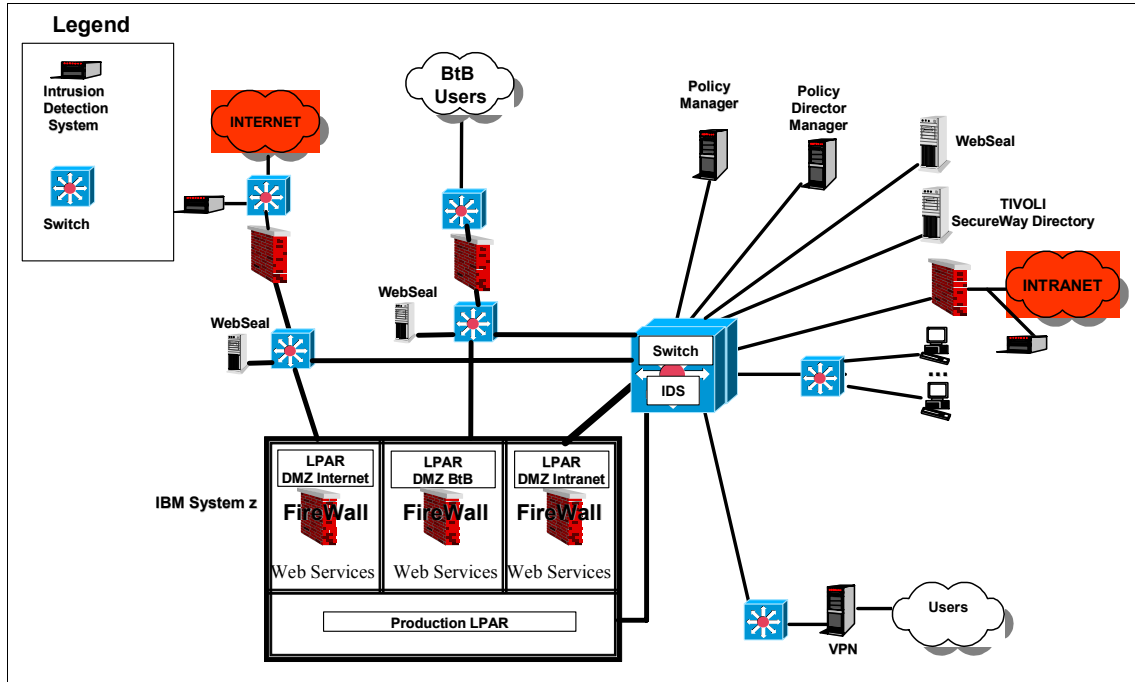 Legend
Intrusion
Detection
System
Switch
INTERNET
BtB
Users
Policy
Manager
Policy
Director
Manager
WebSeal
TIVOLI
SecureWay Directory
INTRANET
WebSeal
WebSeal
Switch
IDS
...
IBM System z
LPAR
DMZ Internet
FireWall
Web Services
LPAR
DMZ BtB
FireWall
Web Services
LPAR
DMZ Intranet
FireWall
Web Services
Production LPAR
VPN
Users